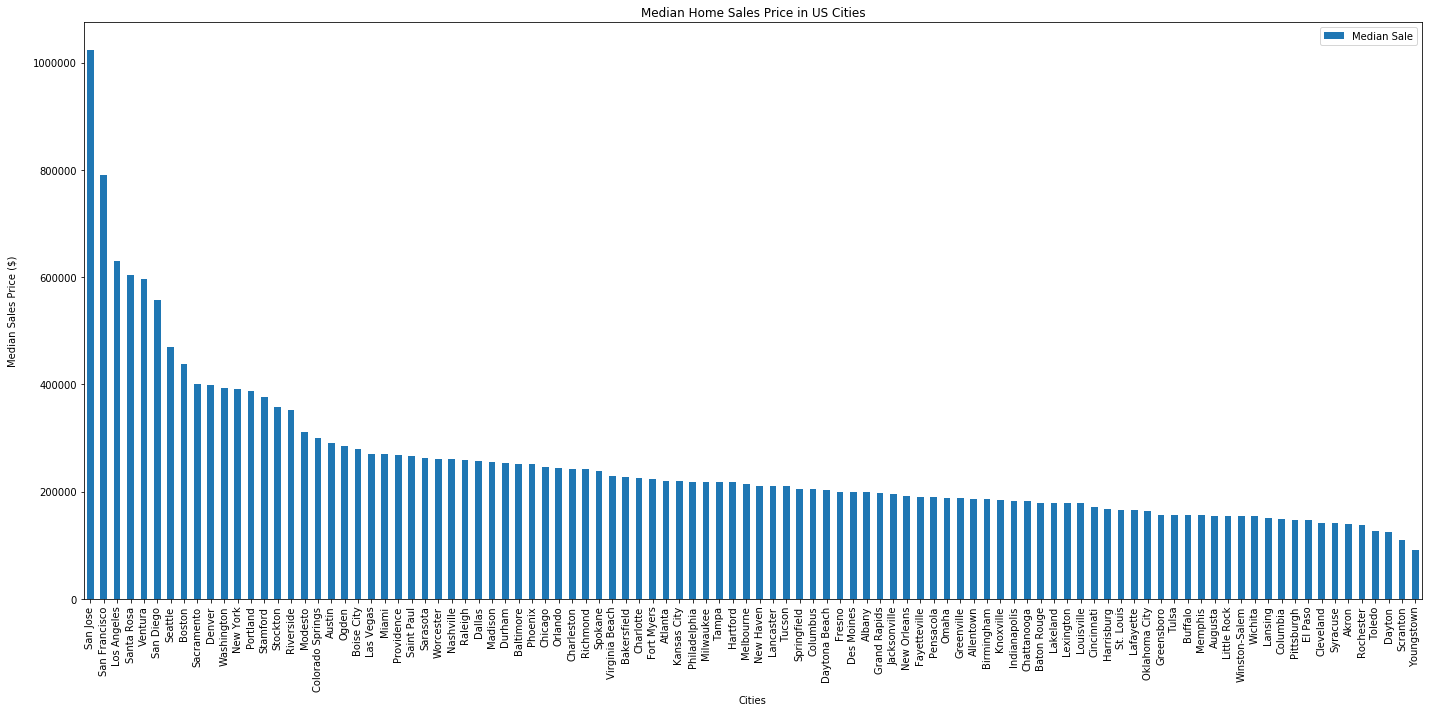 Median Home Sales Price in US Cities
Median Sale
1000000
800000
600000
400000
200000
0
Median Sales Price ($)
San Jose
San Francisco
Los Angeles
Santa Rosa
Ventura
San Diego
Seattle
Boston
Sacramento
Denver
Washington
New York
Portland
Stamford
Stockton
Riverside
Modesto
Colorado Springs
Austin
Ogden
Boise City
Las Vegas
Miami
Providence
Saint Paul
Sarasota
Worcester
Nashville
Raleigh
Dallas
Madison
Durham
Baltimore
Phoenix
Chicago
Orlando
Charleston
Richmond
Spokane
Virginia Beach
Bakersfield
Charlotte
Fort Myers
Atlanta
Kansas City
Philadelphia
Milwaukee
Tampa
Hartford
Melbourne
New Haven
Lancaster
Tucson
Springfield
Columbus
Daytona Beach
Fresno
Des Moines
Albany
Grand Rapids
Jacksonville
New Orleans
Fayetteville
Pensacola
Omaha
Greenville
Allentown
Birmingham
Knoxville
Indianapolis
Chattanooga
Baton Rouge
Lakeland
Lexington
Louisville
Cincinnati
Harrisburg
St. Louis
Lafayette
Oklahoma City
Greensboro
Tulsa
Buffalo
Memphis
Augusta
Little Rock
Winston-Salem
Wichita
Lansing
Columbia
Pittsburgh
El Paso
Cleveland
Syracuse
Akron
Rochester
Toledo
Dayton
Scranton
Youngstown
Cities